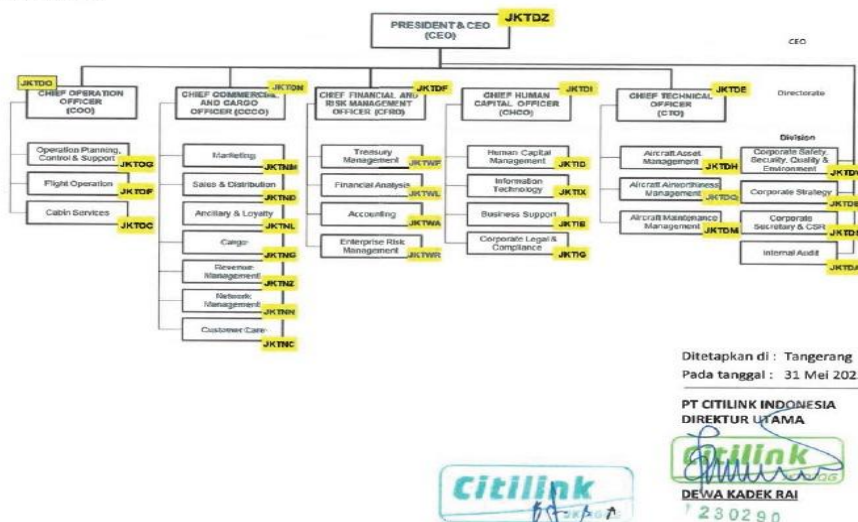 PRESIDENT & CEO
(CEO)
JKTDZ
CEO
JKTDO
CHIEF OPERATION
OFFICER
(COO)
JKTDN
CHIEF COMMERCIAL
AND CARGO
OFFICER (CCCO)
JKTDF
CHIEF FINANCIAL AND
RISK MANAGEMENT
OFFICER (CFRO)
JKTDI
CHIEF HUMAN
CAPITAL OFFICER
(CHCO)
JKTDE
CHIEF TECHNICAL
OFFICER
(CTO)
Directorate
Operation Planning,
Control & Support
JKTOG
Flight Operation
JKTOF
Cabin Services
JKTOC
Marketing
JKTNM
Sales & Distribution
JKTND
Ancillary & Loyalty
JKTNL
Cargo
JKTNG
Revenue
Management
JKTNZ
Network
Management
JKTNN
Customer Care
JKTNC
Treasury
Management
JKTWF
Financial Analysis
JKTWL
Accounting
JKTWA
Enterprise Risk
Management
JKTWR
Human Capital
Management
JKTID
Information
Technology
JKTIX
Business Support
JKTIB
Corporate Legal &
Compliance
JKTIG
Aircraft Asset
Management
JKTDH
Aircraft Airworthiness
Management
JKTDQ
Aircraft Maintenance
Management
JKTDM
Division
Corporate Safety,
Security, Quality &
Environment
Corporate Strategy
Corporate
Secretary & CSR
Internal Audit
JKTDA
Ditetapkan di : Tangerang
Pada tanggal : 31 Mei 202
PT CITILINK INDONESIA
DIREKTUR UTAMA
Citilink
Citilink
DEWA KADEK RAI
230290